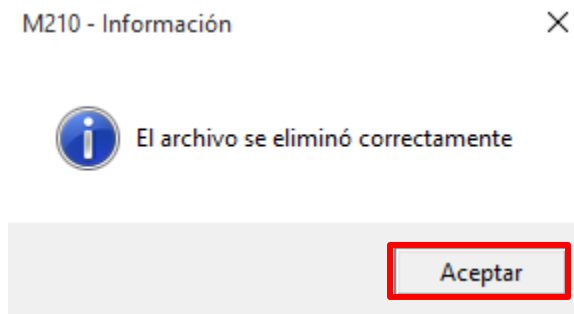 M210 - Información
El archivo se eliminó correctamente
Aceptar